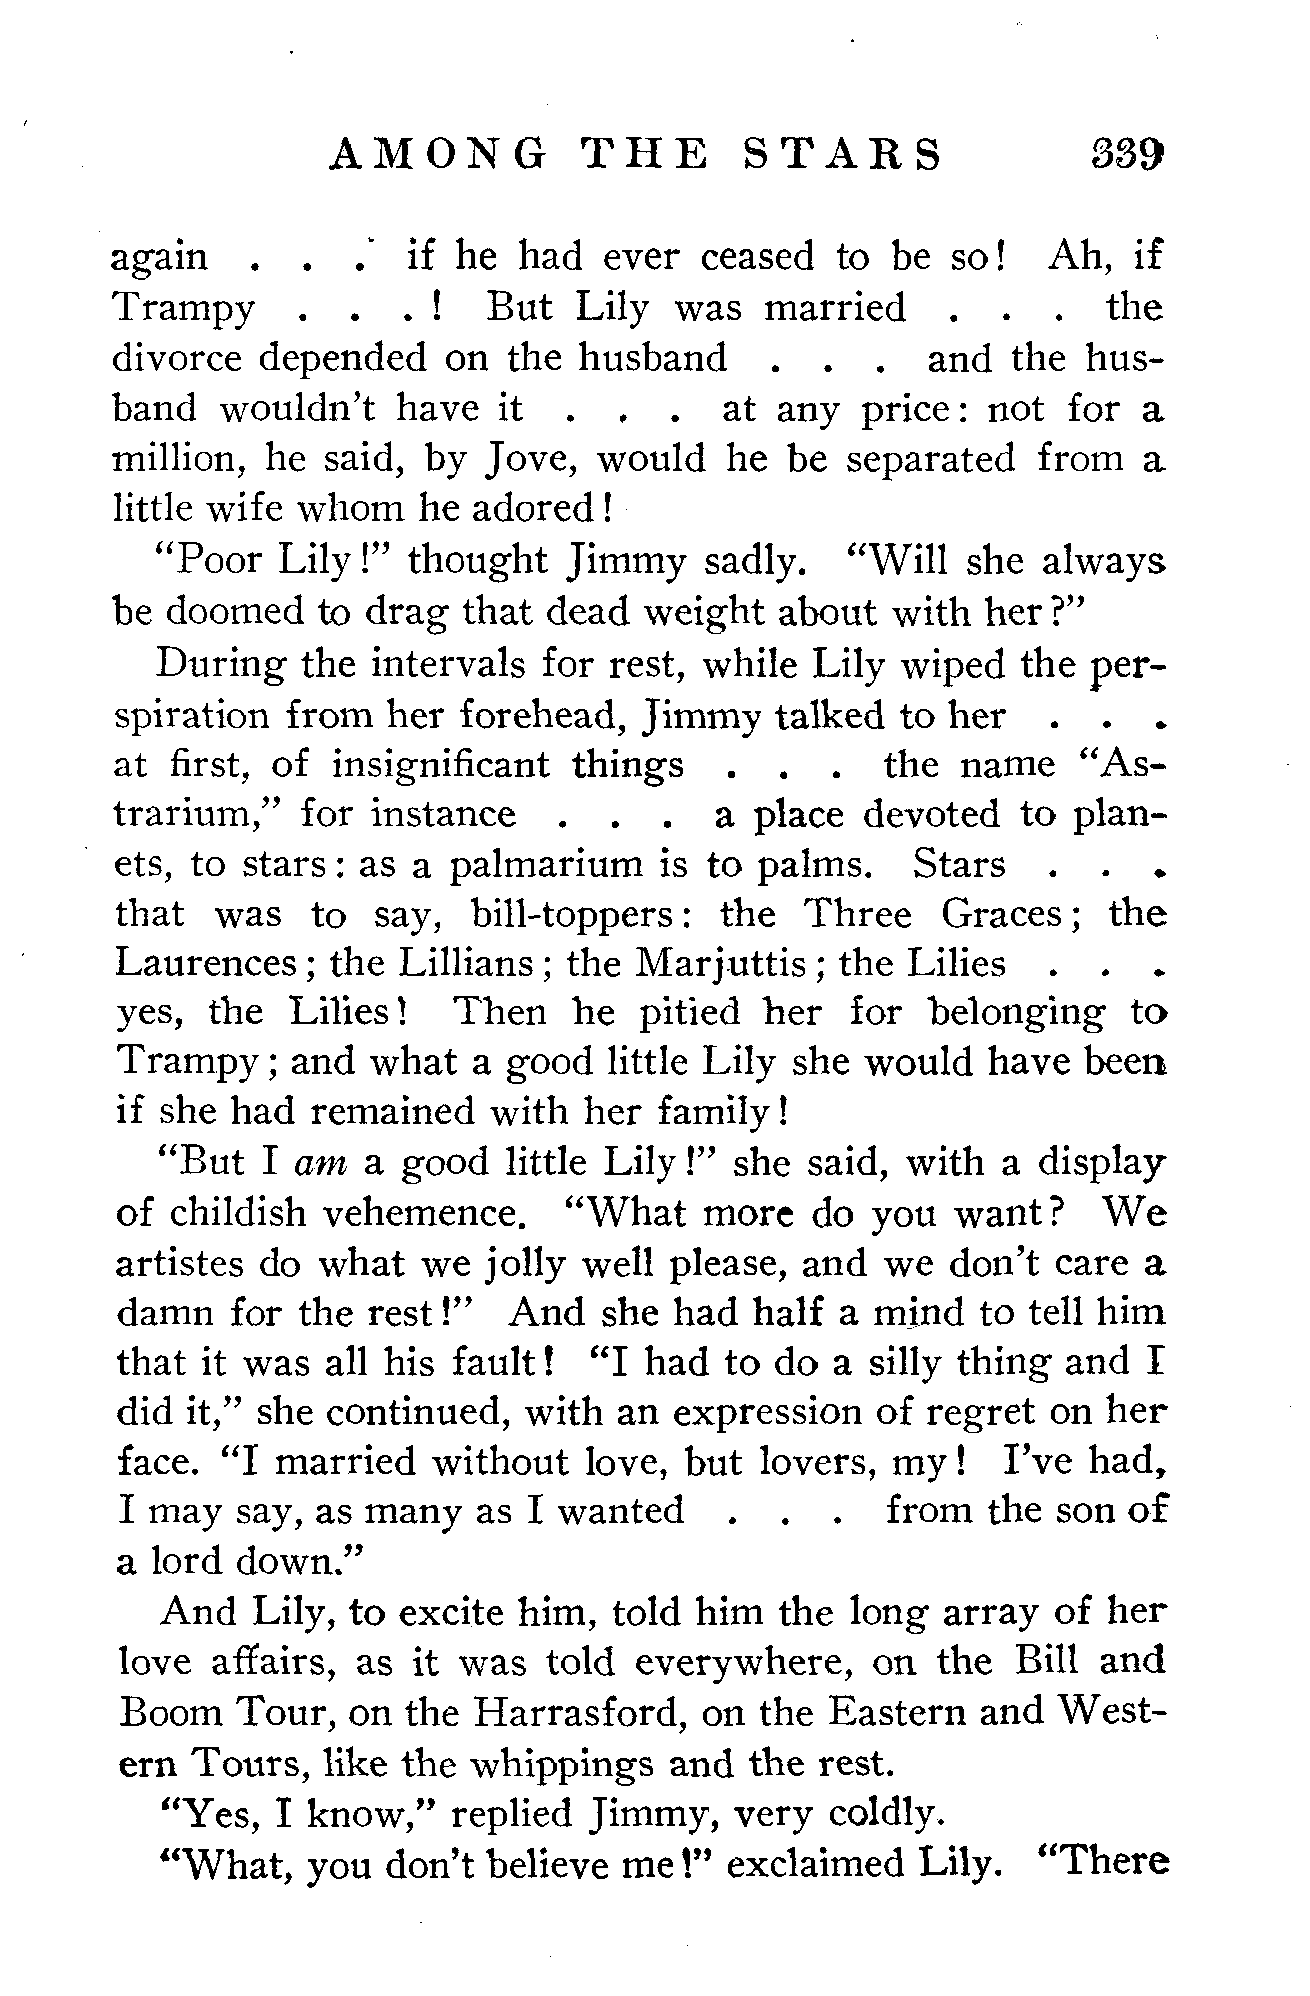 AMONG THE STARS 339
again . . . if he had ever ceased to be so! Ah, if
Trampy . . . ! But Lily was married . . . the
divorce depended on the husband . . . and the hus-
band wouldn't have it . . . at any price: not for a
million, he said, by Jove, would he be separated from a
little wife whom he adored!
"Poor Lily!" thought Jimmy sadly. "Will she always
be doomed to drag that dead weight about with her?"
During the intervals for rest, while Lily wiped the per-
spiration from her forehead, Jimmy talked to her . . .
at first, of insignificant things . . . the name "As-
trarium," for instance . . . a place devoted to plan-
ets, to stars: as a palmarium is to palms. Stars . . .
that was to say, bill-toppers: the Three Graces; the
Laurences; the Lillians; the Marjuttis; the Lilies . . .
yes, the Lilies! Then he pitied her for belonging to
Trampy; and what a good little Lily she would have been
if she had remained with her family!
"But I am a good little Lily!" she said, with a display
of childish vehemence. "What more do you want? We
artistes do what we jolly well please, and we don't care a
damn for the rest!" And she had half a mind to tell him
that it was all his fault! "I had to do a silly thing and I
did it," she continued, with an expression of regret on her
face. "I married without love, but lovers, my! I've had,
I may say, as many as I wanted . . . from the son of
a lord down."
And Lily, to excite him, told him the long array of her
love affairs, as it was told everywhere, on the Bill and
Boom Tour, on the Harrasford, on the Eastern and West-
ern Tours, like the whippings and the rest.
"Yes, I know," replied Jimmy, very coldly.
"What, you don't believe me!" exclaimed Lily. "There